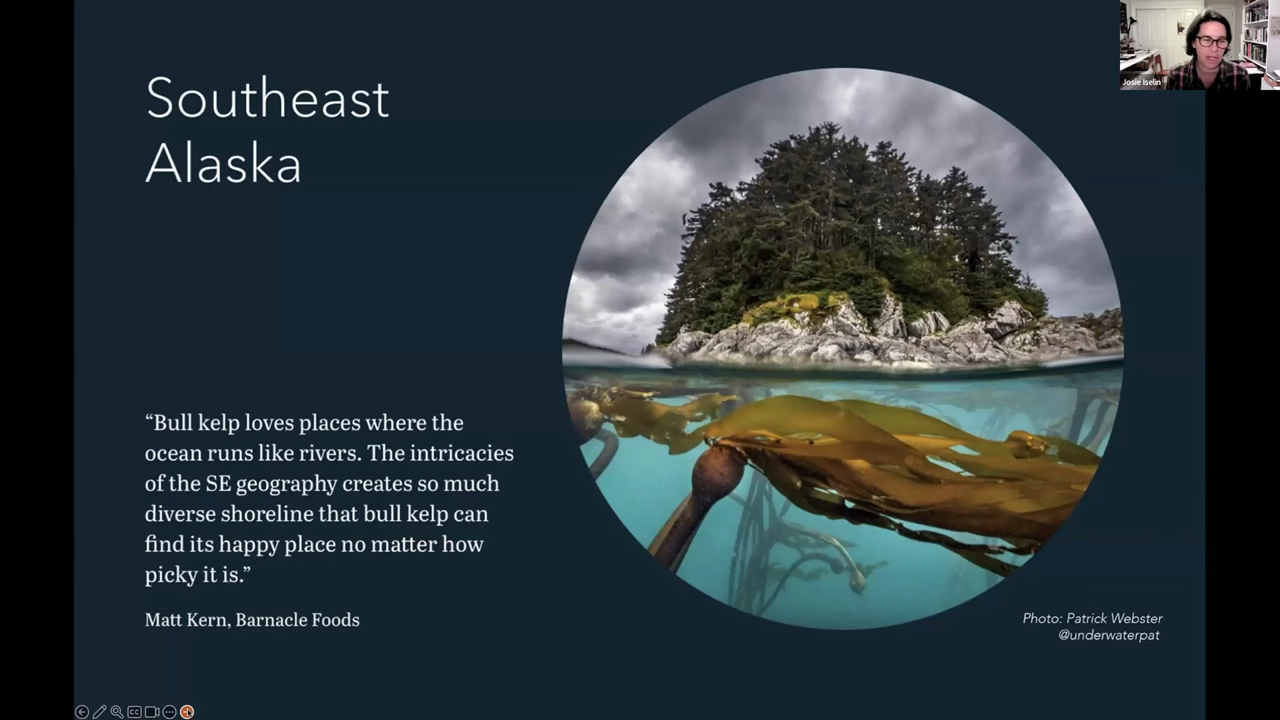 Southeast
Alaska
“Bull kelp loves places where the
ocean runs like rivers. The intricacies
of the SE geography creates so much
diverse shoreline that bull kelp can
find its happy place no matter how
picky it is.”
Matt Kern, Barnacle Foods
Photo: Patrick Webster
@underwaterpat
Josie Iselin
CC